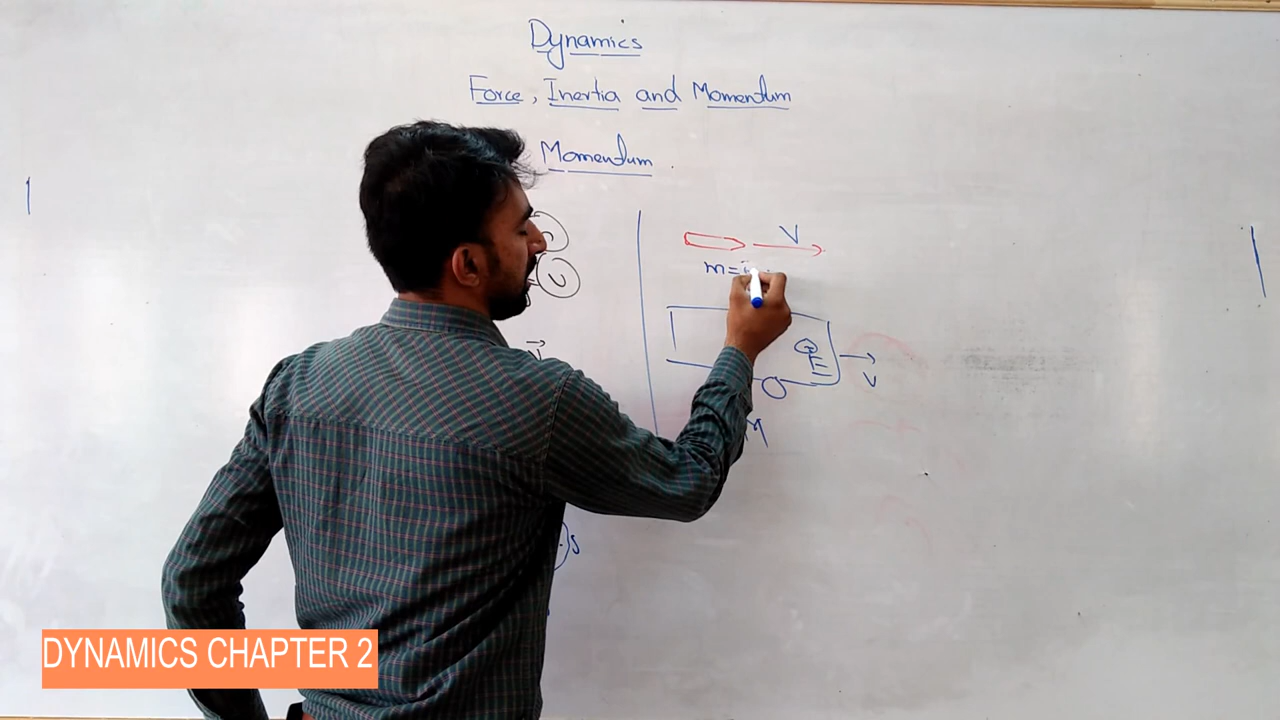 Dynamics
Force, Inertia and Momentum
Momentum
V
m=
V
M
s
DYNAMICS CHAPTER 2